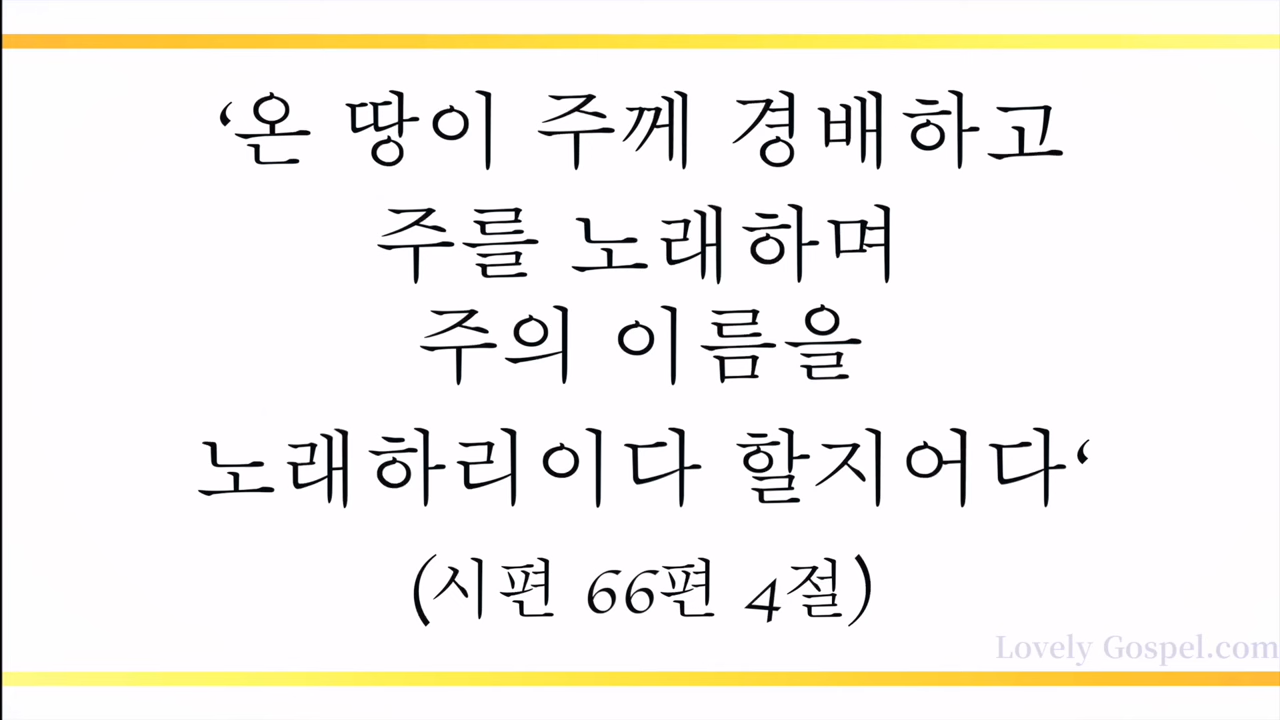 ‘온 땅이 주께 경배하고
주를 노래하며
주의 이름을
노래하리이다 할지어다‘
(시편 66편 4절)
Lovely Gospel.com